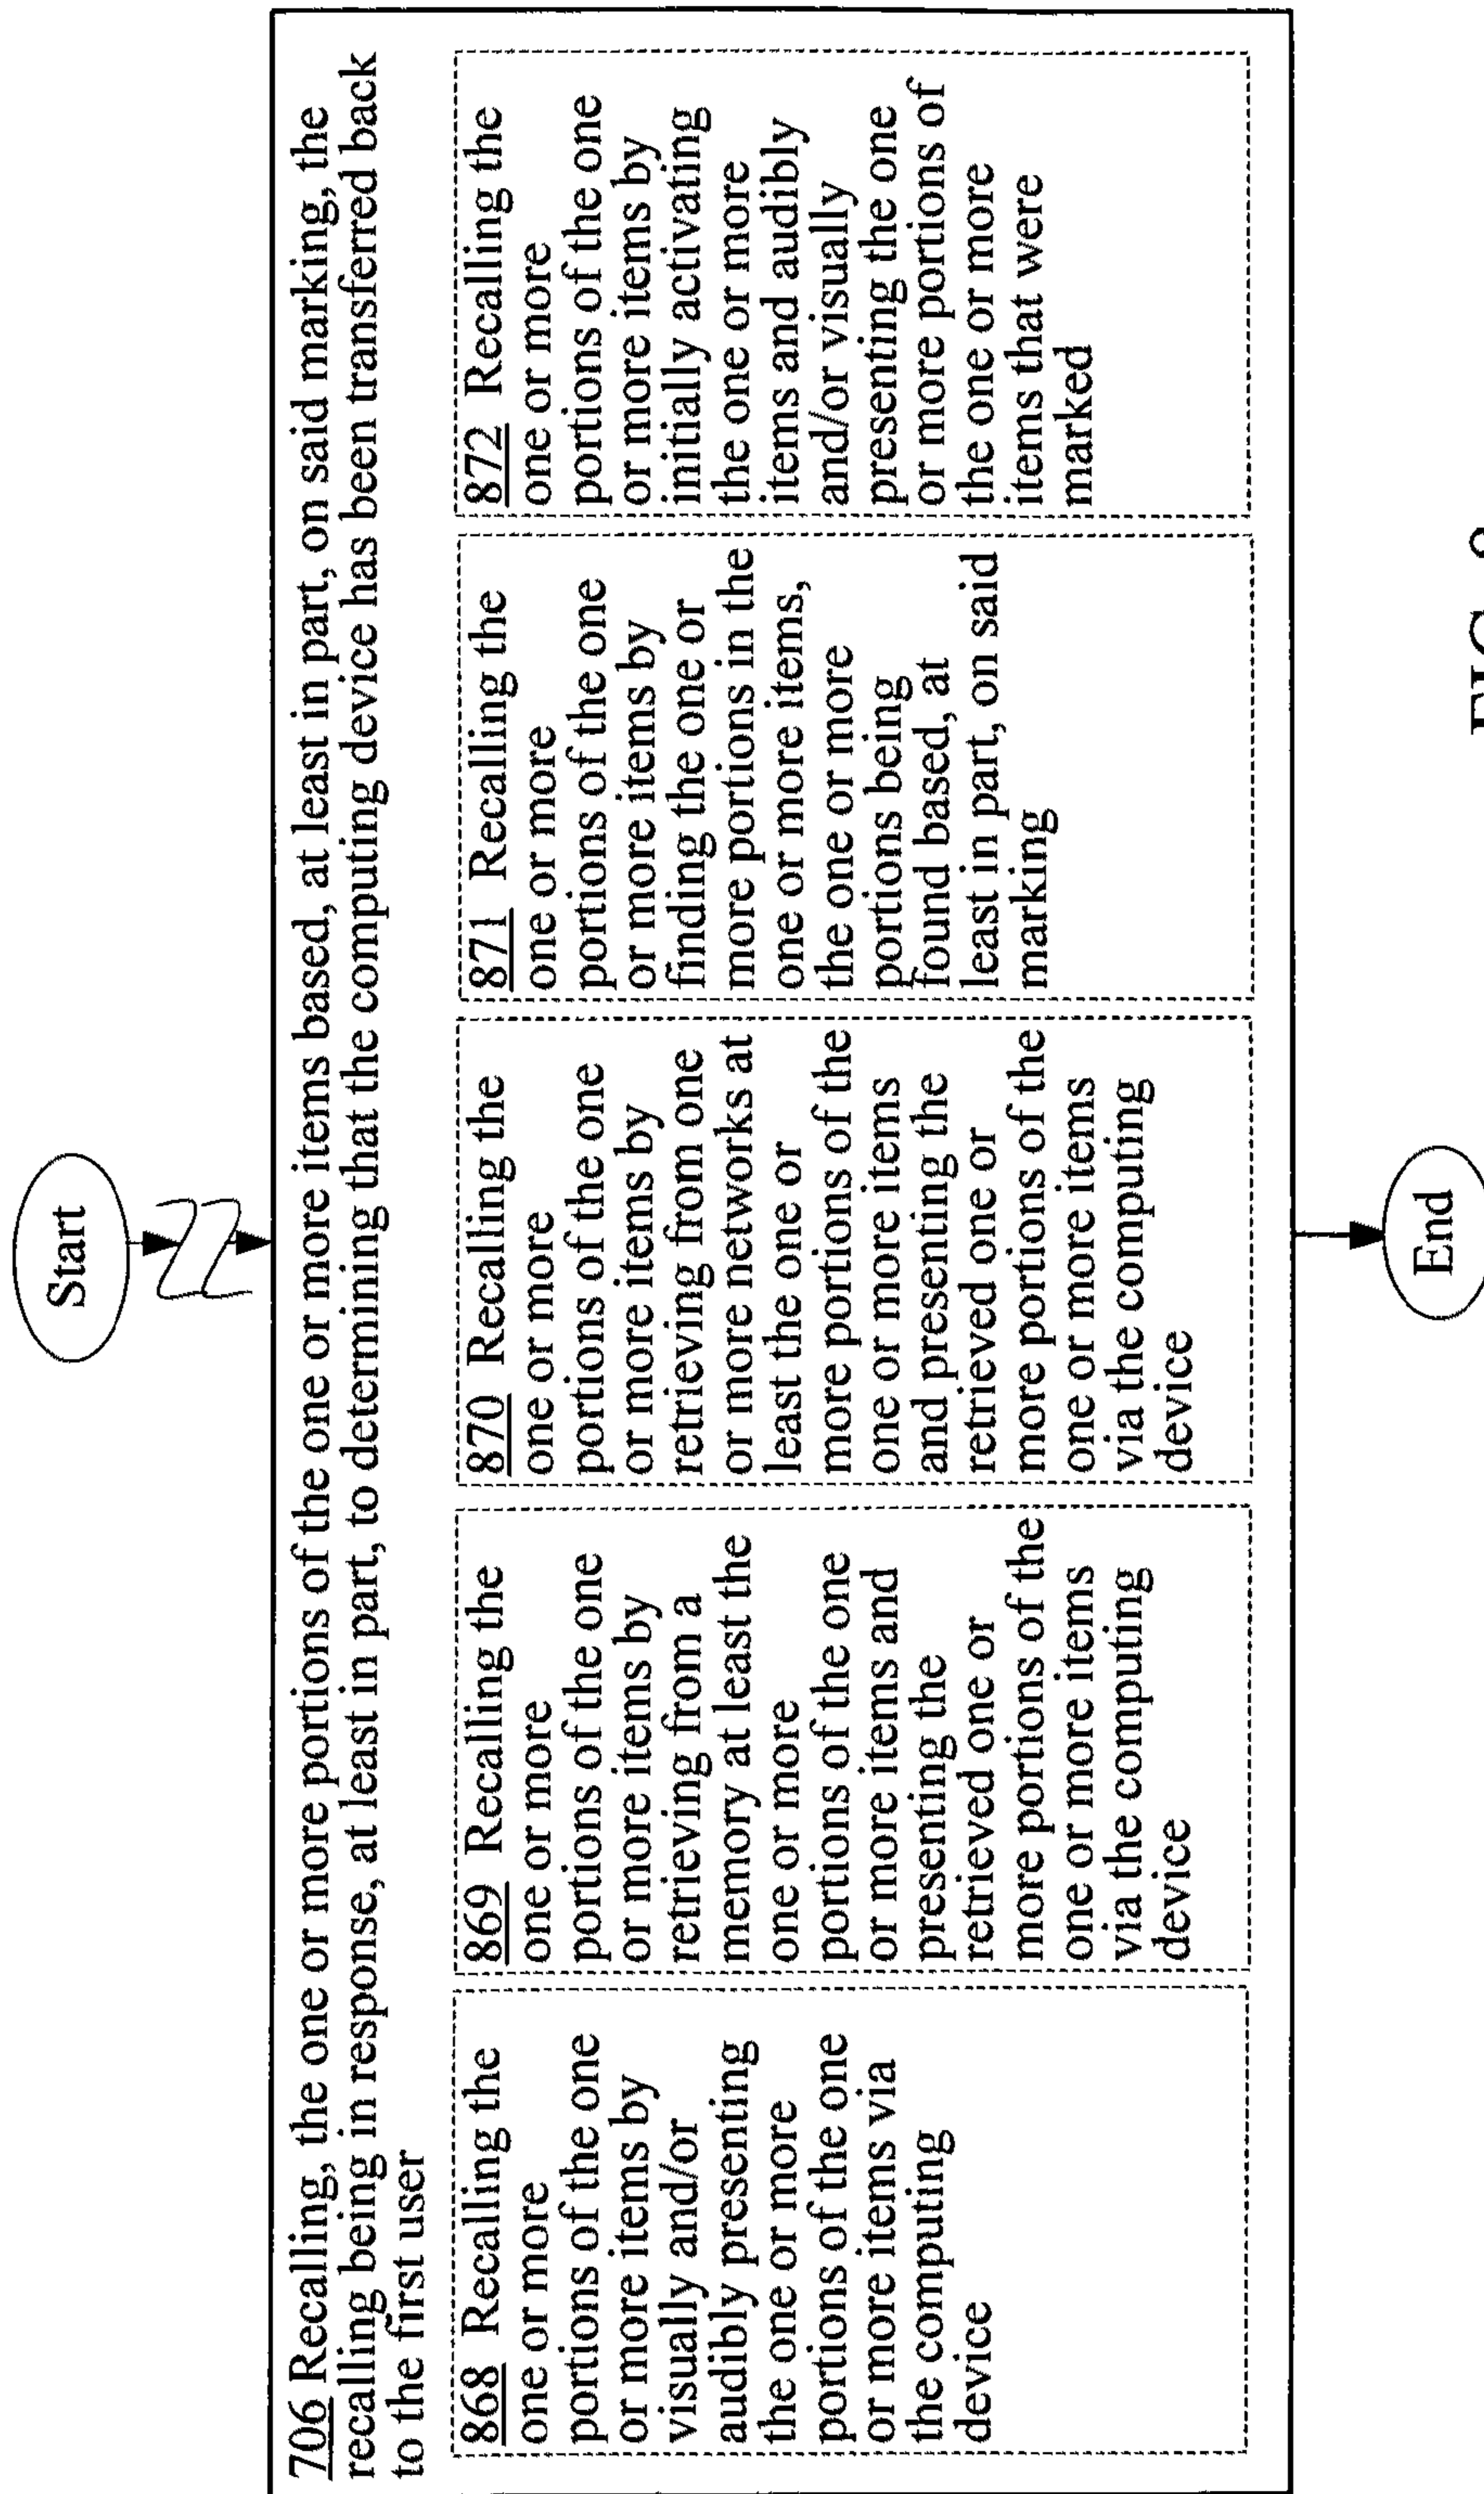 Start
706 Recalling, the one or more portions of the one or more items based, at least in part, on said marking, the
recalling being in response, at least in part, to determining that the computing device has been transferred back
to the first user
868 Recalling the
one or more
portions of the one
or more items by
visually and/or
audibly presenting
the one or more
portions of the one
or more items via
the computing
device
869 Recalling the
one or more
portions of the one
or more items by
retrieving from a
memory at least the
one or more
portions of the one
or more items and
presenting the
retrieved one or
more portions of the
one or more items
via the computing
device
870 Recalling the
one or more
portions of the one
or more items by
retrieving from one
or more networks at
least the one or
more portions of the
one or more items
and presenting the
retrieved one or
more portions of the
one or more items
via the computing
device
871 Recalling the
one or more
portions of the one
or more items by
finding the one or
more portions in the
one or more items,
the one or more
portions being
found based, at
least in part, on said
marking
872 Recalling the
one or more
portions of the one
or more items by
initially activating
the one or more
items and audibly
and/or visually
presenting the one
or more portions of
the one or more
items that were
marked
End